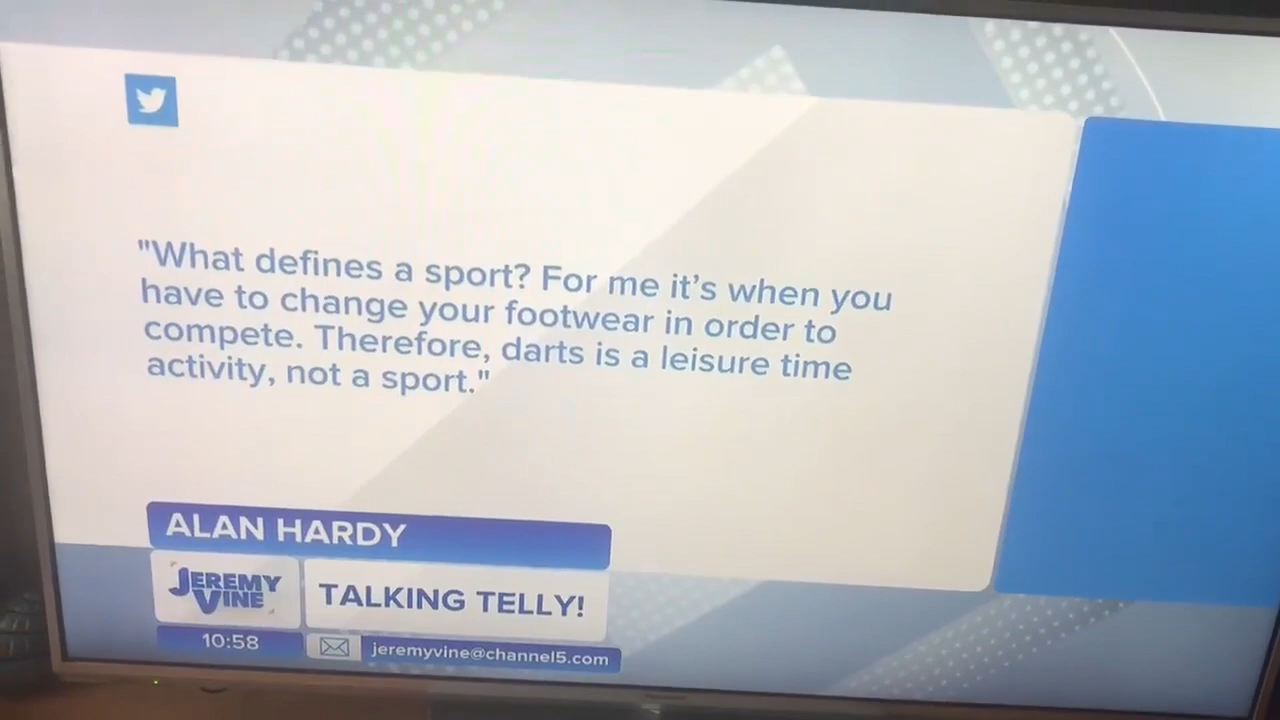 "What defines a sport? For me it's when you
have to change your footwear in order to
compete. Therefore, darts is a leisure time
activity, not a sport."
ALAN HARDY
JEREMY
VINE
TALKING TELLY!
10:58
jeremyvine@channel5.com